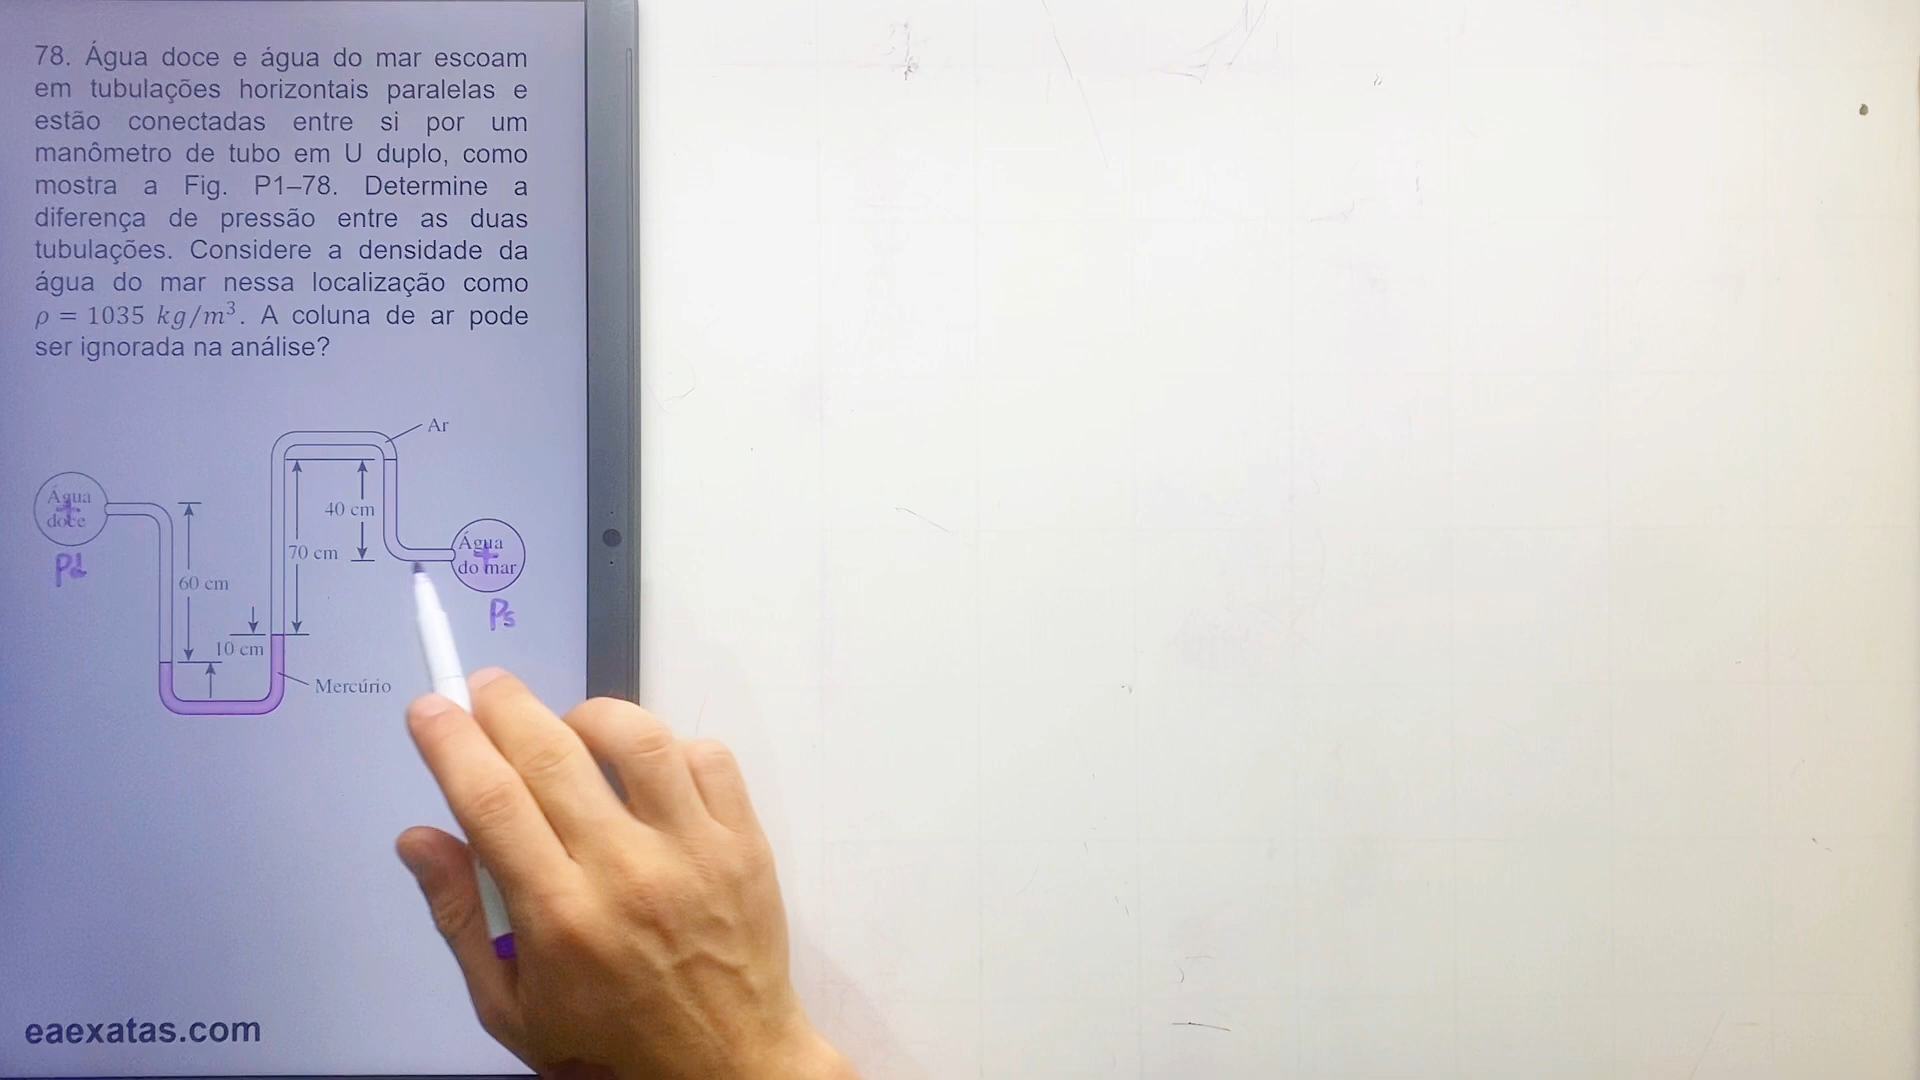 78. Água doce e água do mar escoam
em tubulações horizontais paralelas e
estão conectadas entre si por um
manômetro de tubo em U duplo, como
mostra a Fig. P1–78. Determine a
diferença de pressão entre as duas
tubulações. Considere a densidade da
água do mar nessa localização como
ρ = 1035 kg/m³. A coluna de ar pode
ser ignorada na análise?
Ar
Água
doce
Pd
40 cm
70 cm
Água
do mar
Ps
60 cm
10 cm
Mercúrio
eaexatas.com